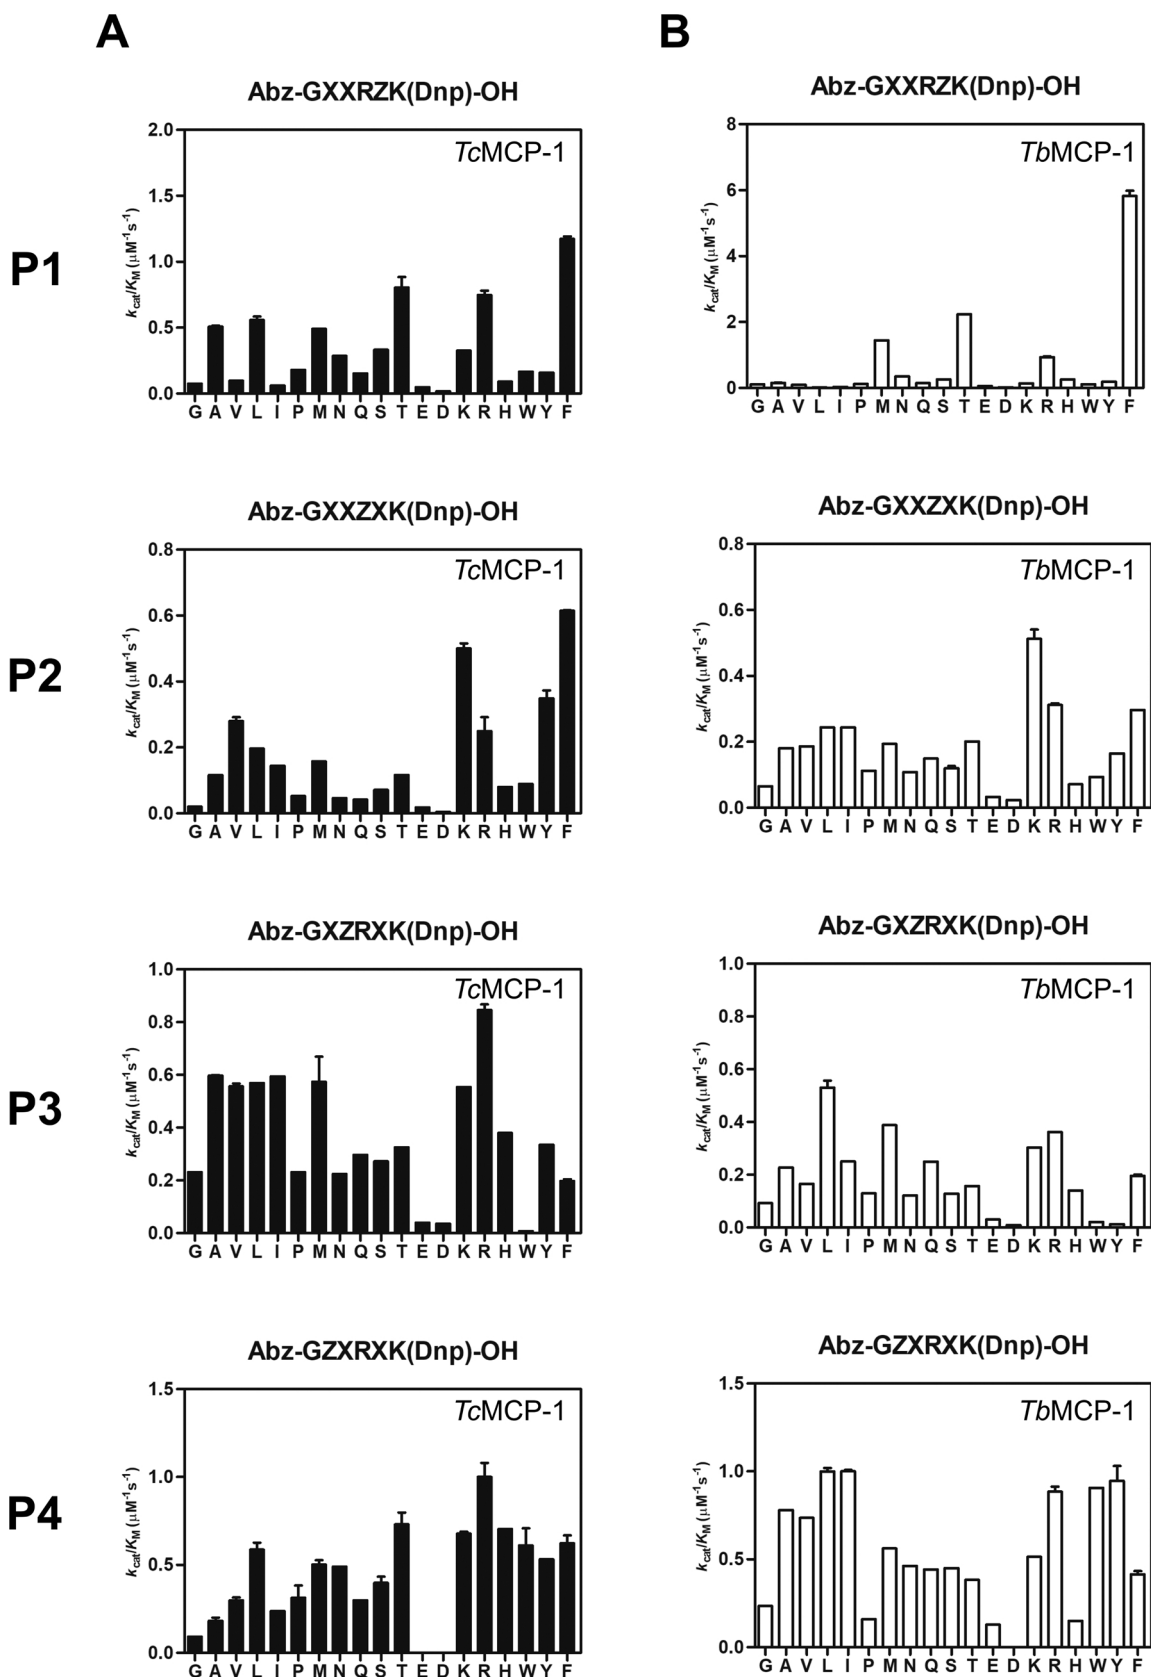 A
B
Abz-GXXRZK(Dnp)-OH
Abz-GXXRZK(Dnp)-OH
P1
TcMCP-1
2.0
1.5
1.0
0.5
0.0
kcat/KM (µM-1s-1)
G A V L I P M N Q S T E D K R H W Y F
TbMCP-1
8
6
4
2
0
kcat/KM (µM-1s-1)
G A V L I P M N Q S T E D K R H W Y F
Abz-GXXZXK(Dnp)-OH
Abz-GXXZXK(Dnp)-OH
P2
TcMCP-1
0.8
0.6
0.4
0.2
0.0
kcat/KM (µM-1s-1)
G A V L I P M N Q S T E D K R H W Y F
TbMCP-1
0.8
0.6
0.4
0.2
0.0
kcat/KM (µM-1s-1)
G A V L I P M N Q S T E D K R H W Y F
Abz-GXZRXK(Dnp)-OH
Abz-GXZRXK(Dnp)-OH
P3
TcMCP-1
1.0
0.8
0.6
0.4
0.2
0.0
kcat/KM (µM-1s-1)
G A V L I P M N Q S T E D K R H W Y F
TbMCP-1
1.0
0.8
0.6
0.4
0.2
0.0
kcat/KM (µM-1s-1)
G A V L I P M N Q S T E D K R H W Y F
Abz-GZXRXK(Dnp)-OH
Abz-GZXRXK(Dnp)-OH
P4
TcMCP-1
1.5
1.0
0.5
0.0
kcat/KM (µM-1s-1)
G A V L I P M N Q S T E D K R H W Y F
TbMCP-1
1.5
1.0
0.5
0.0
kcat/KM (µM-1s-1)
G A V L I P M N Q S T E D K R H W Y F